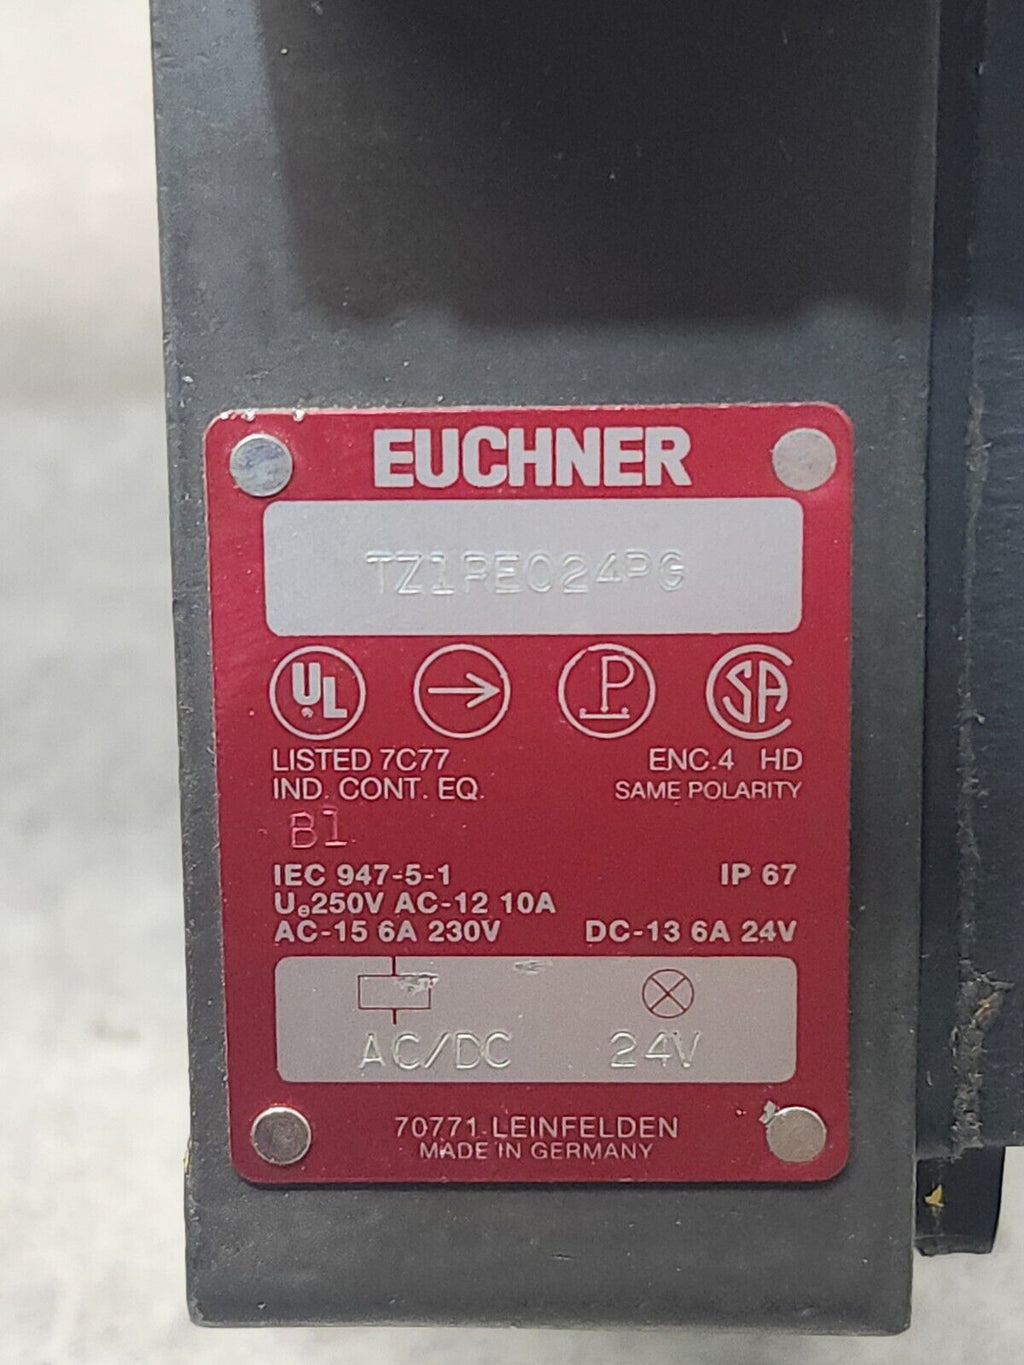 EUCHNER
TZ1RE024PG
UL P SA
LISTED 7C77 ENC.4 HD
IND. CONT. EQ. SAME POLARITY
B1
IEC 947-5-1 IP 67
Ue250V AC-12 10A
AC-15 6A 230V DC-13 6A 24V
AC/DC 24V
70771 LEINFELDEN
MADE IN GERMANY